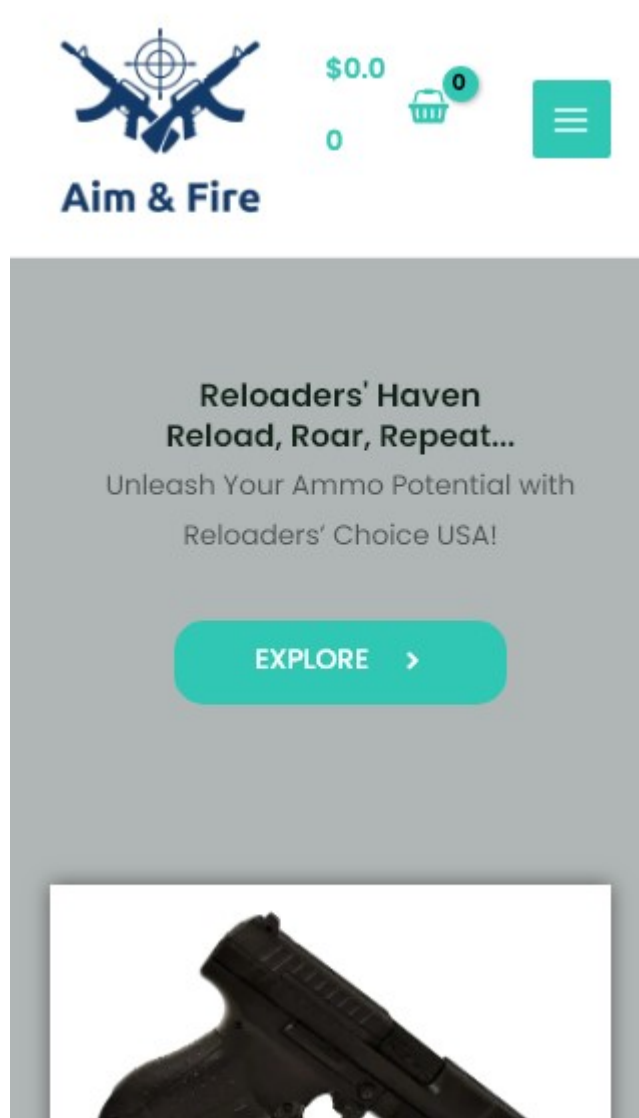 Aim & Fire
$0.0
0
0
Reloaders' Haven
Reload, Roar, Repeat...
Unleash Your Ammo Potential with
Reloaders’ Choice USA!
EXPLORE